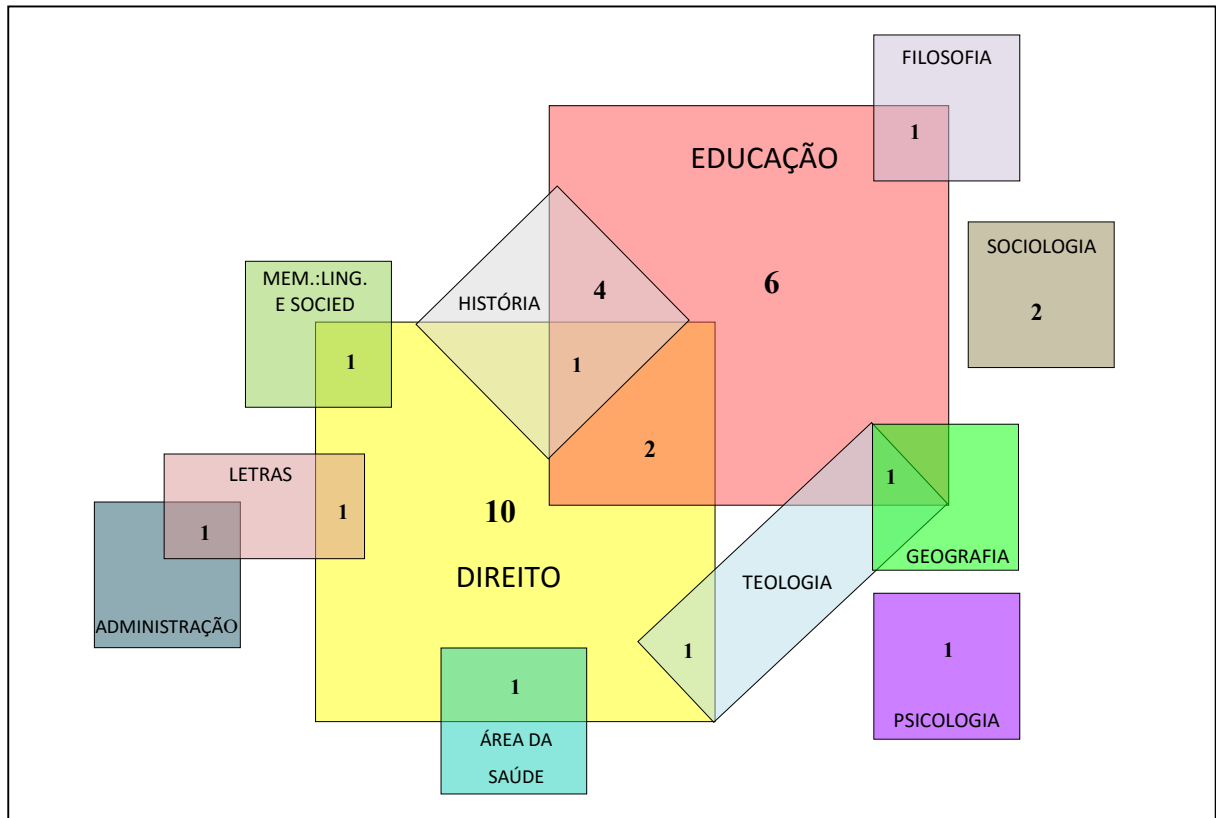 FILOSOFIA
1
EDUCAÇÃO
SOCIOLOGIA
2
MEM.:LING.
E SOCIED
1
HISTÓRIA
4
6
1
2
LETRAS
1
1
10
DIREITO
1
GEOGRAFIA
TEOLOGIA
1
ADMINISTRAÇÃO
1
PSICOLOGIA
1
ÁREA DA
SAÚDE